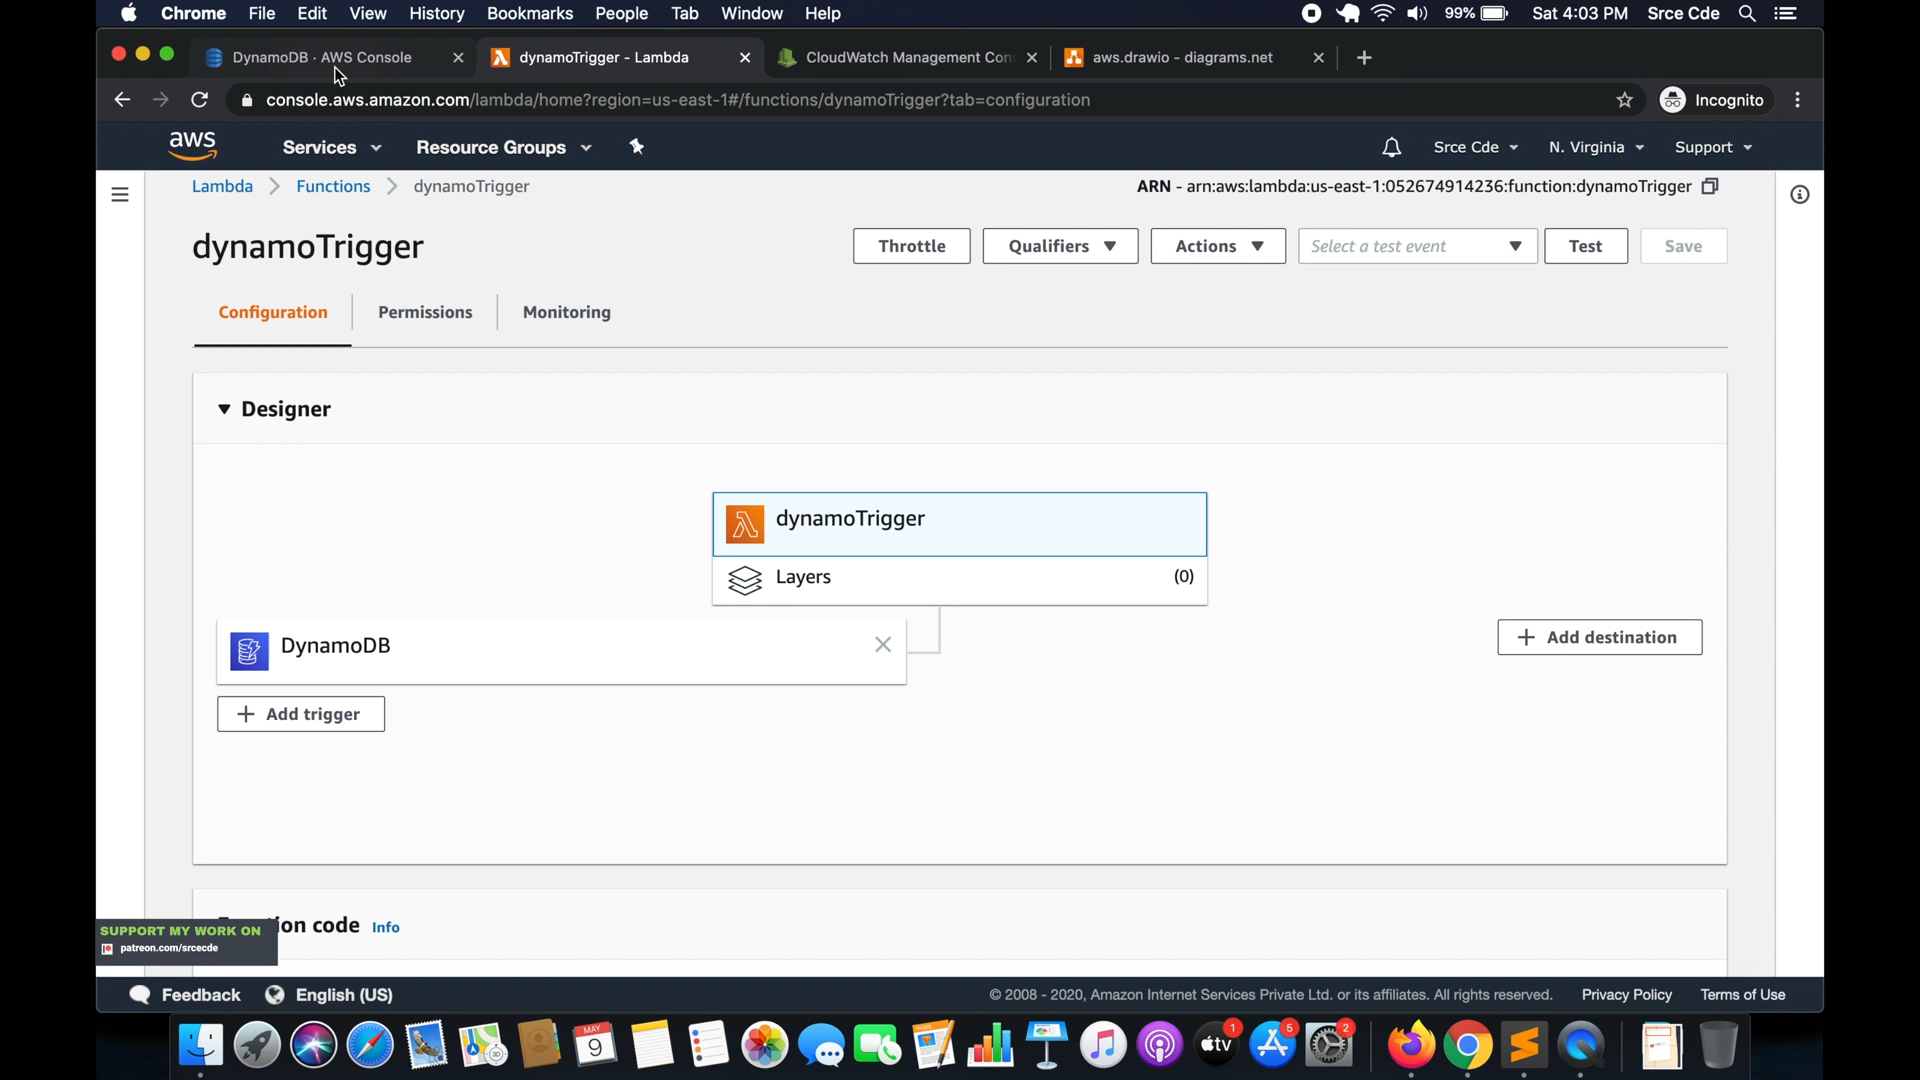 Chrome File Edit View History Bookmarks People Tab Window Help 99% Sat 4:03 PM Srce Cde
DynamoDB · AWS Console dynamoTrigger - Lambda CloudWatch Management Con aws.drawio - diagrams.net
console.aws.amazon.com/lambda/home?region=us-east-1#/functions/dynamoTrigger?tab=configuration Incognito
aws Services Resource Groups Srce Cde N. Virginia Support
Lambda Functions dynamoTrigger ARN - arn:aws:lambda:us-east-1:052674914236:function:dynamoTrigger
dynamoTrigger Throttle Qualifiers Actions Select a test event Test Save
Configuration Permissions Monitoring
Designer
dynamoTrigger
Layers (0)
DynamoDB
Add destination
Add trigger
ion code Info
SUPPORT MY WORK ON
patreon.com/srcecde
Feedback English (US) © 2008 - 2020, Amazon Internet Services Private Ltd. or its affiliates. All rights reserved. Privacy Policy Terms of Use
MAY
9
tv
1
5
2